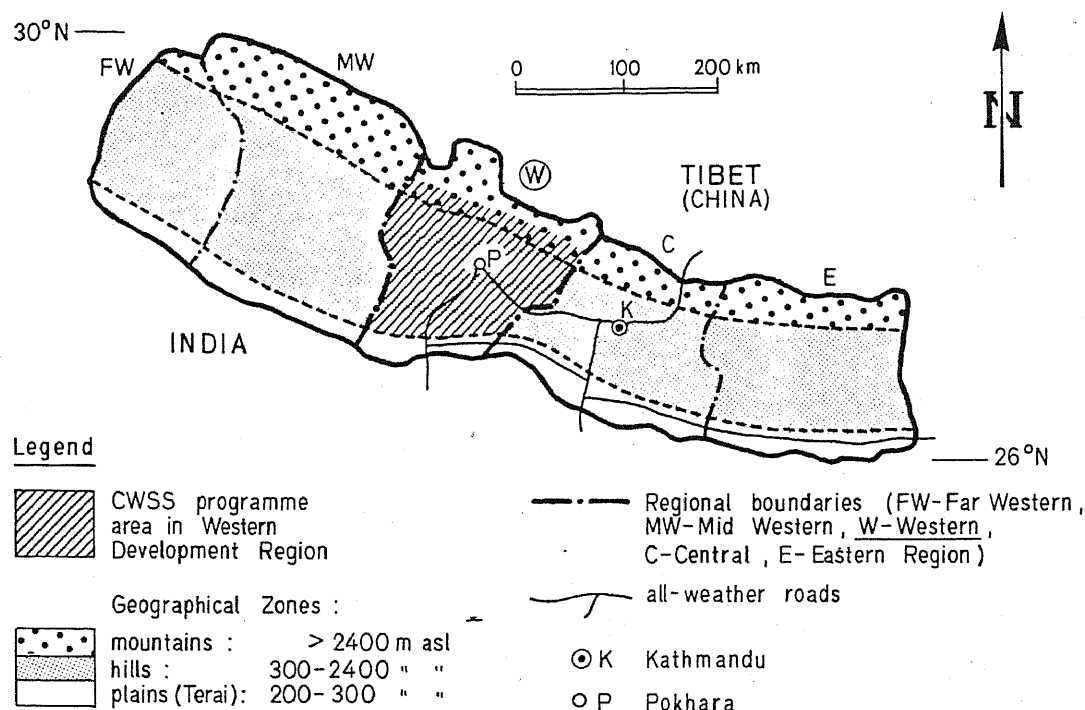 30°N
FW
MW
0 100 200 km
N
W
TIBET
(CHINA)
C
P
E
K
INDIA
26°N
Legend
CWSS programme
area in Western
Development Region
Geographical Zones :
mountains : > 2400 m asl
hills : 300-2400 " "
plains (Terai): 200-300 " "
Regional boundaries (FW-Far Western,
MW-Mid Western, W-Western,
C-Central, E-Eastern Region)
all-weather roads
K Kathmandu
P Pokhara